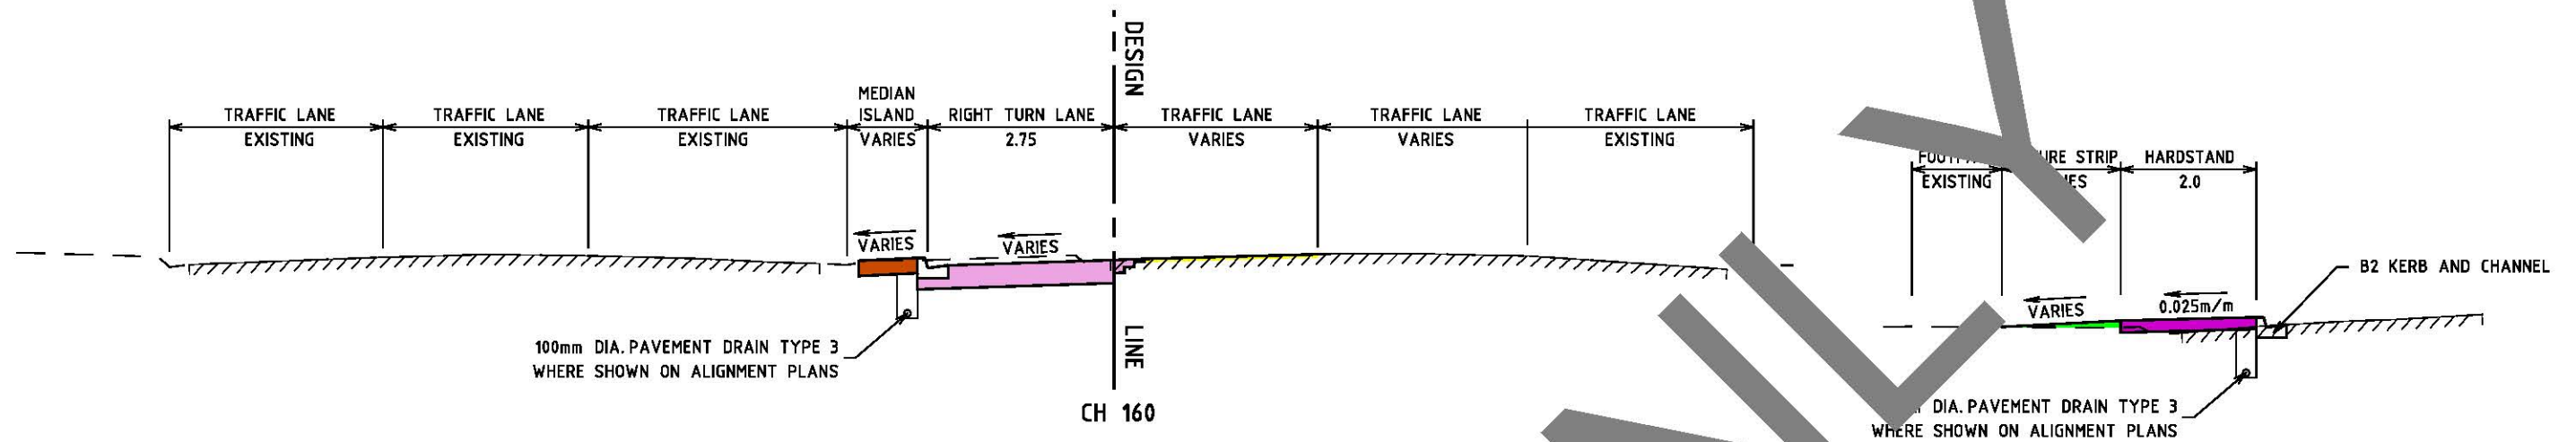 DESIGN
MEDIAN
TRAFFIC LANE TRAFFIC LANE TRAFFIC LANE ISLAND RIGHT TURN LANE TRAFFIC LANE TRAFFIC LANE TRAFFIC LANE
EXISTING EXISTING EXISTING VARIES 2.75 VARIES VARIES EXISTING
STRIP HARDSTAND
EXISTING 2.0
VARIES VARIES
B2 KERB AND CHANNEL
VARIES 0.025m/m
100mm DIA. PAVEMENT DRAIN TYPE 3
WHERE SHOWN ON ALIGNMENT PLANS
LINE
CH 160
DIA. PAVEMENT DRAIN TYPE 3
WHERE SHOWN ON ALIGNMENT PLANS